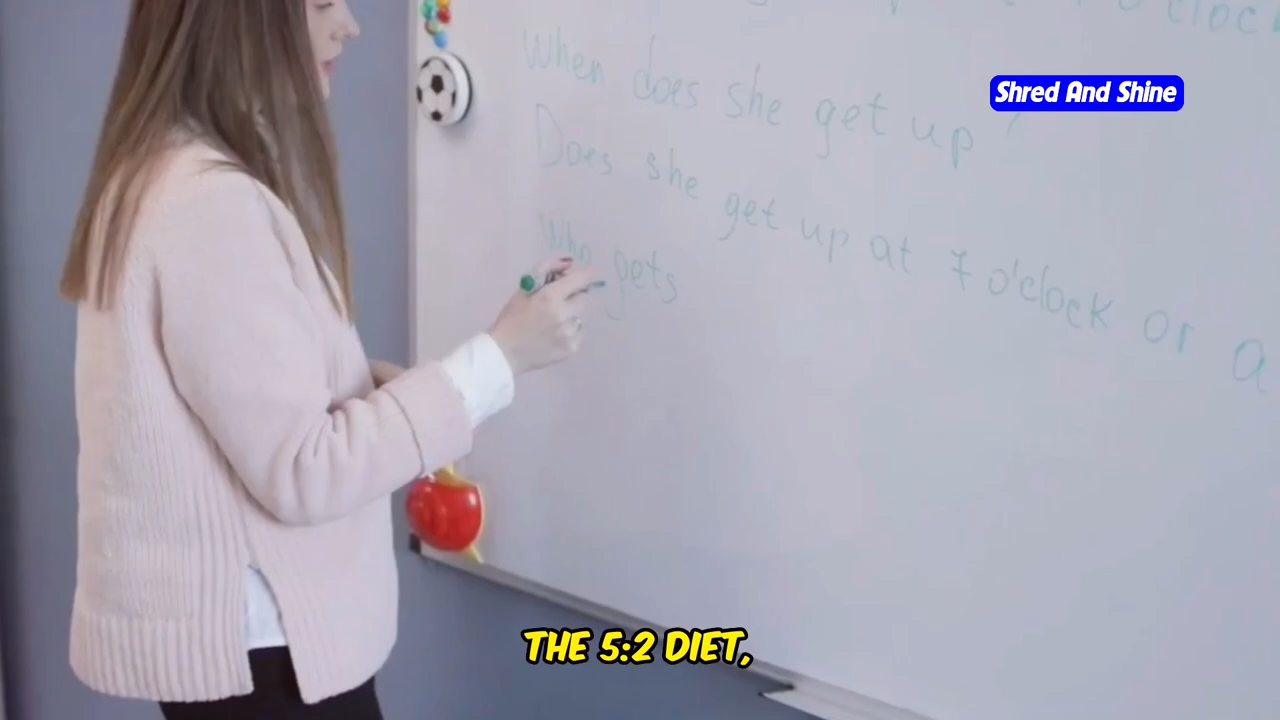 o'clock
Shred And Shine
When does she get up ?
Does she get up at 7 o'clock or a
Who gets
THE 5:2 DIET,